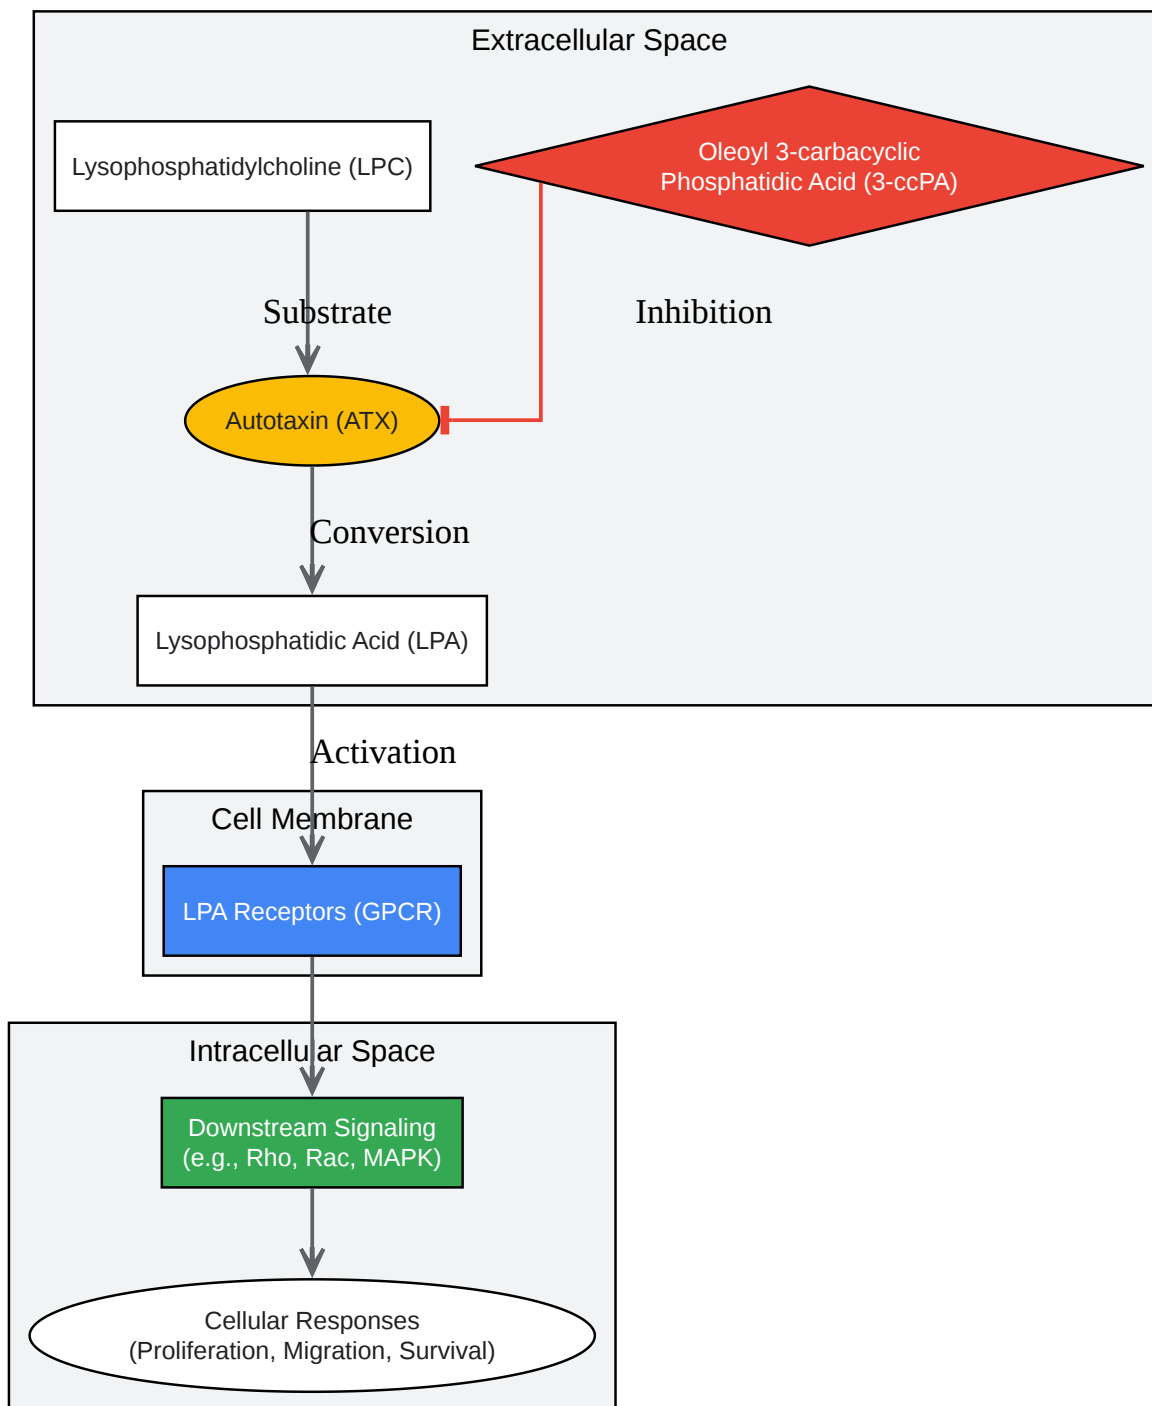 Extracellular Space
Lysophosphatidylcholine (LPC)
Oleoyl 3-carbacyclic
Phosphatidic Acid (3-ccPA)
Substrate
Inhibition
Autotaxin (ATX)
Conversion
Lysophosphatidic Acid (LPA)
Activation
Cell Membrane
LPA Receptors (GPCR)
Intracellular Space
Downstream Signaling
(e.g., Rho, Rac, MAPK)
Cellular Responses
(Proliferation, Migration, Survival)